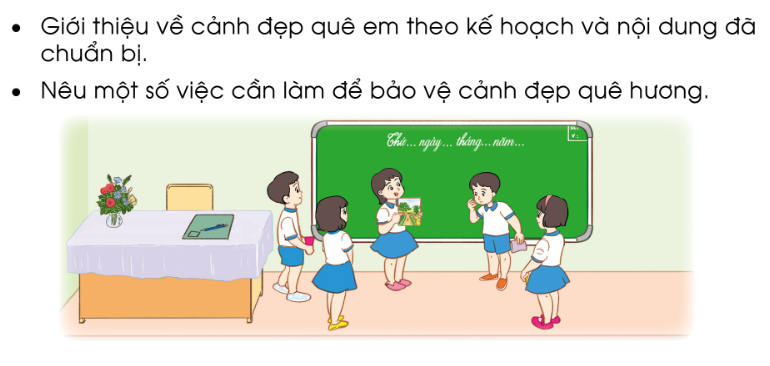 • Giới thiệu về cảnh đẹp quê em theo kế hoạch và nội dung đã
chuẩn bị.
• Nêu một số việc cần làm để bảo vệ cảnh đẹp quê hương.
Thứ... ngày... tháng...năm...
V :